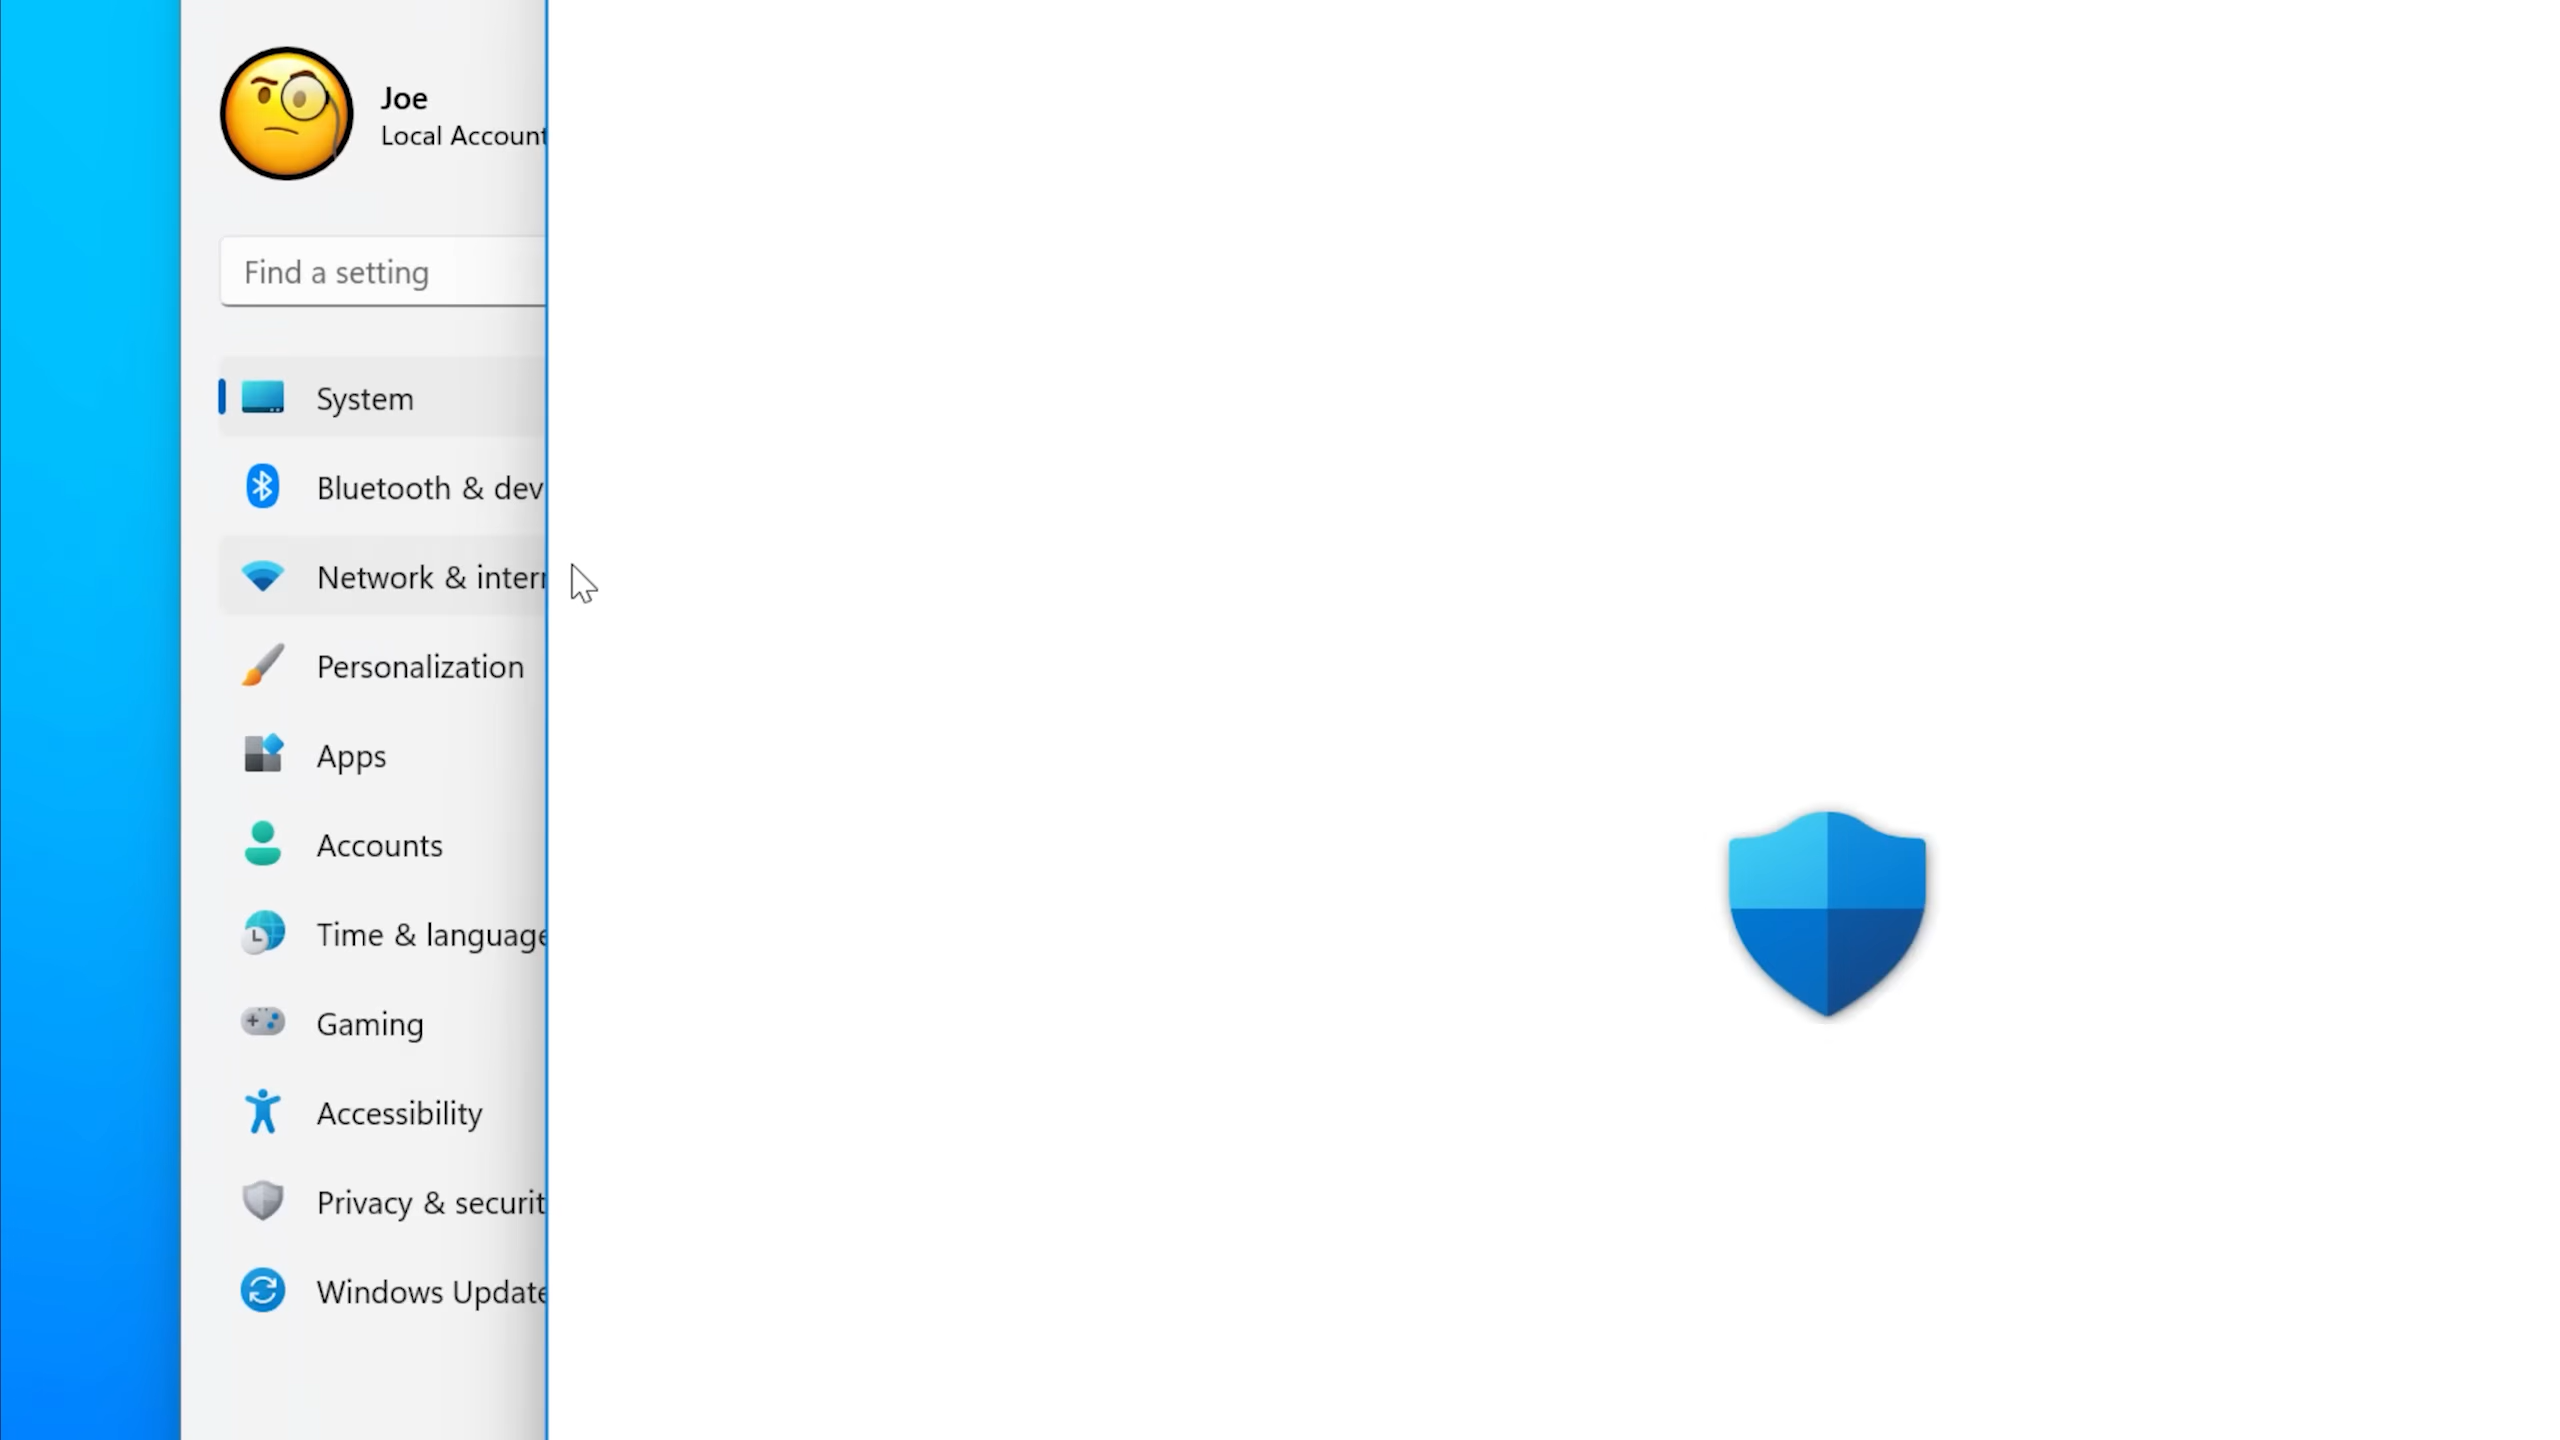 Joe
Local Account
Find a setting
System
Bluetooth & dev
Network & inter
Personalization
Apps
Accounts
Time & language
Gaming
Accessibility
Privacy & securit
Windows Update